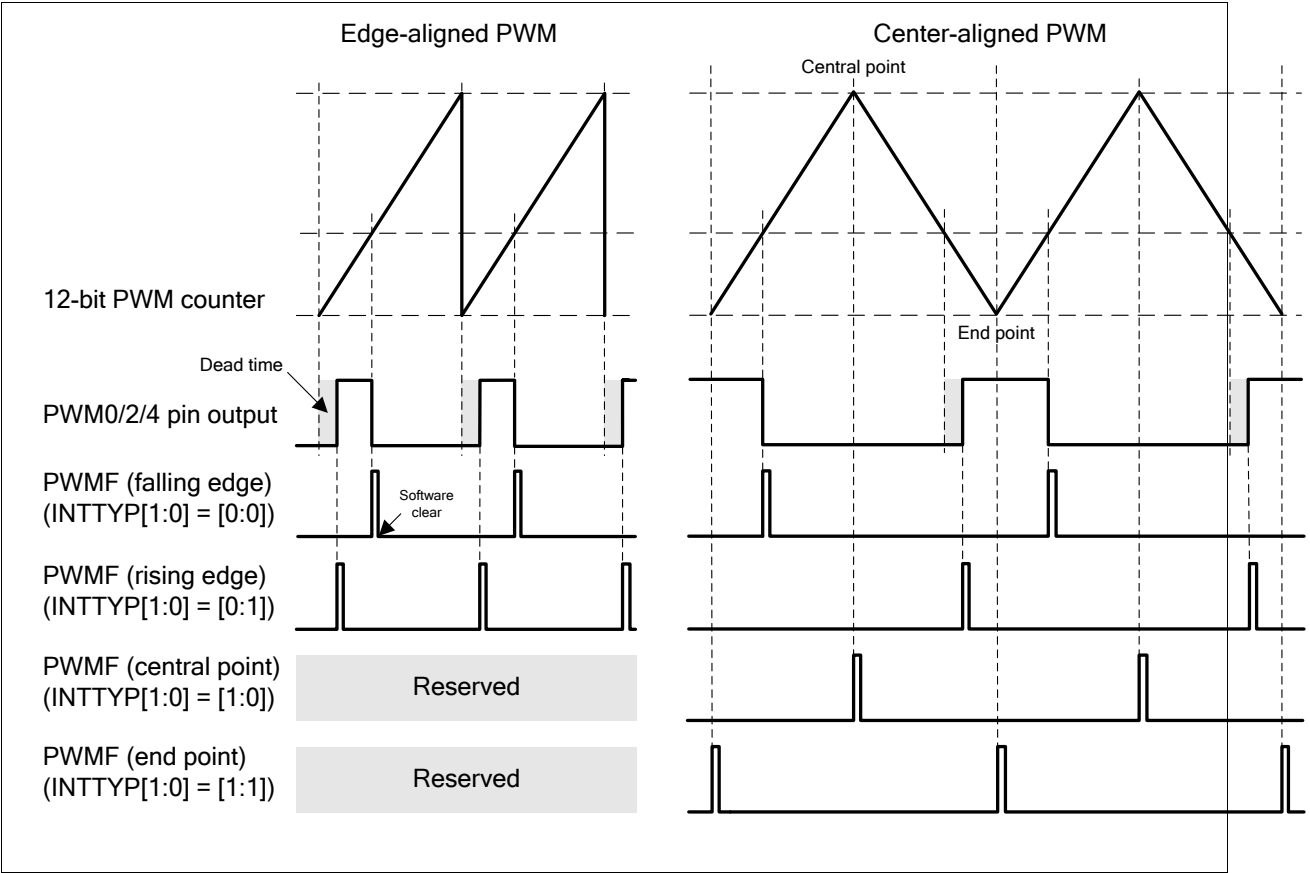 Edge-aligned PWM
Center-aligned PWM
Central point
12-bit PWM counter
End point
Dead time
PWM0/2/4 pin output
PWMF (falling edge)
(INTTYP[1:0] = [0:0])
Software
clear
PWMF (rising edge)
(INTTYP[1:0] = [0:1])
PWMF (central point)
(INTTYP[1:0] = [1:0])
Reserved
PWMF (end point)
(INTTYP[1:0] = [1:1])
Reserved